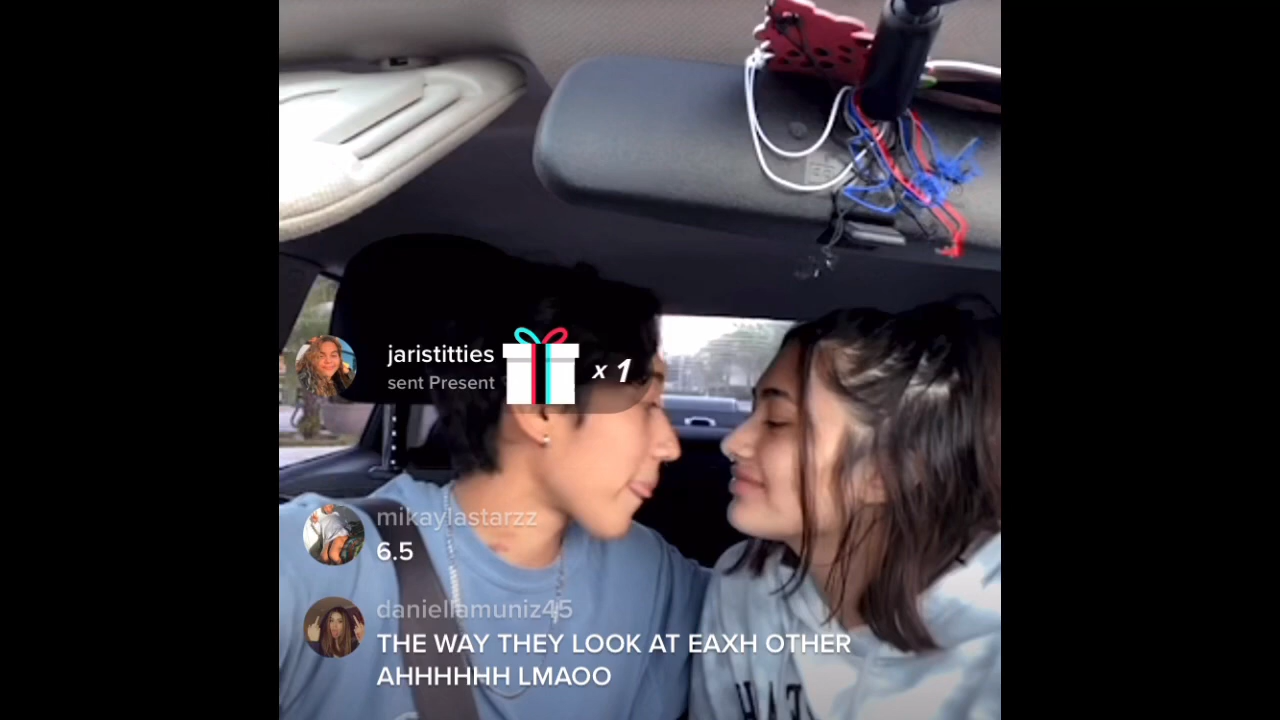 jaristitties
sent Present
x 1
mikaylastarzz
6.5
daniellamuniz45
THE WAY THEY LOOK AT EAXH OTHER
AHHHHHH LMAOO